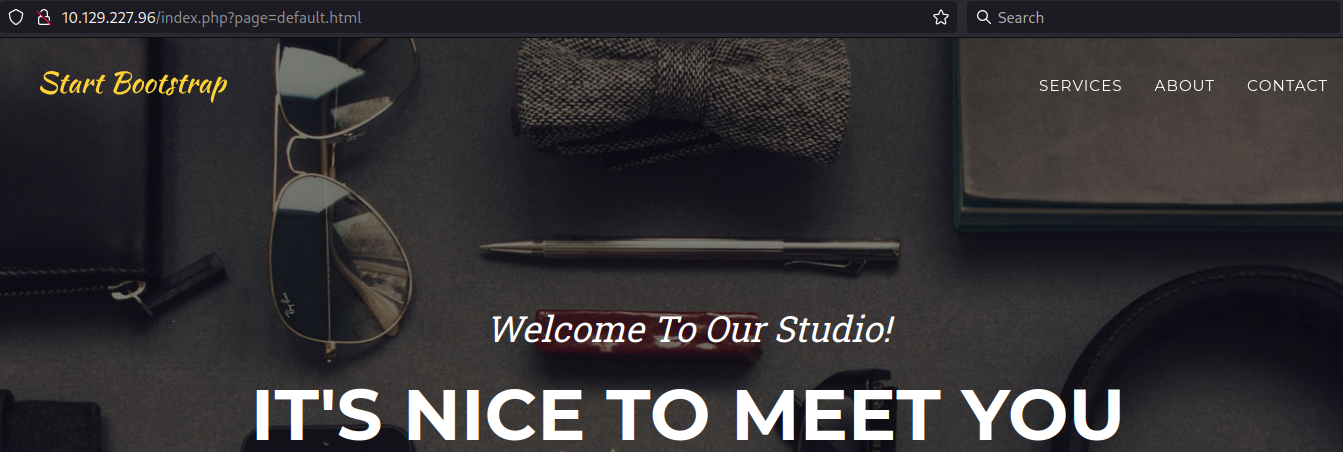 10.129.227.96/index.php?page=default.html
Search
Start Bootstrap
SERVICES ABOUT CONTACT
Welcome To Our Studio!
IT'S NICE TO MEET YOU